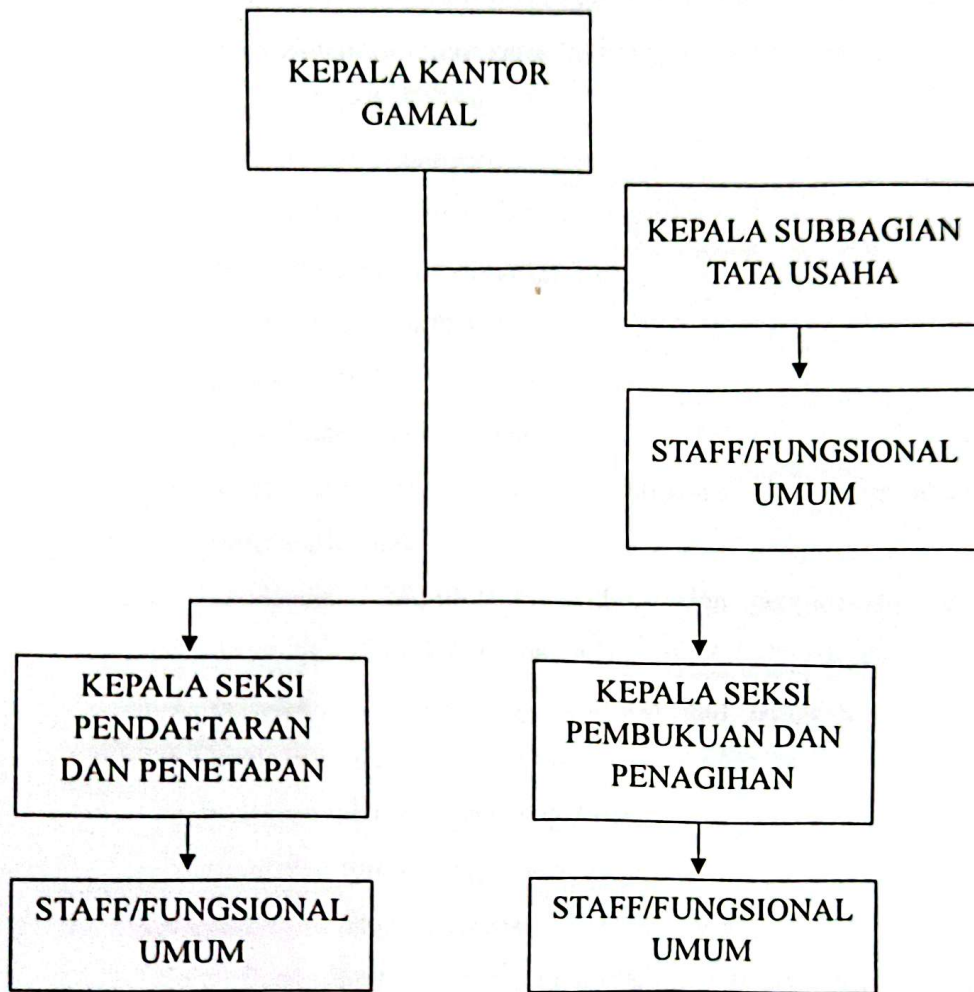 KEPALA KANTOR
GAMAL
KEPALA SUBBAGIAN
TATA USAHA
STAFF/FUNGSIONAL
UMUM
KEPALA SEKSI
PENDAFTARAN
DAN PENETAPAN
KEPALA SEKSI
PEMBUKUAN DAN
PENAGIHAN
STAFF/FUNGSIONAL
UMUM
STAFF/FUNGSIONAL
UMUM